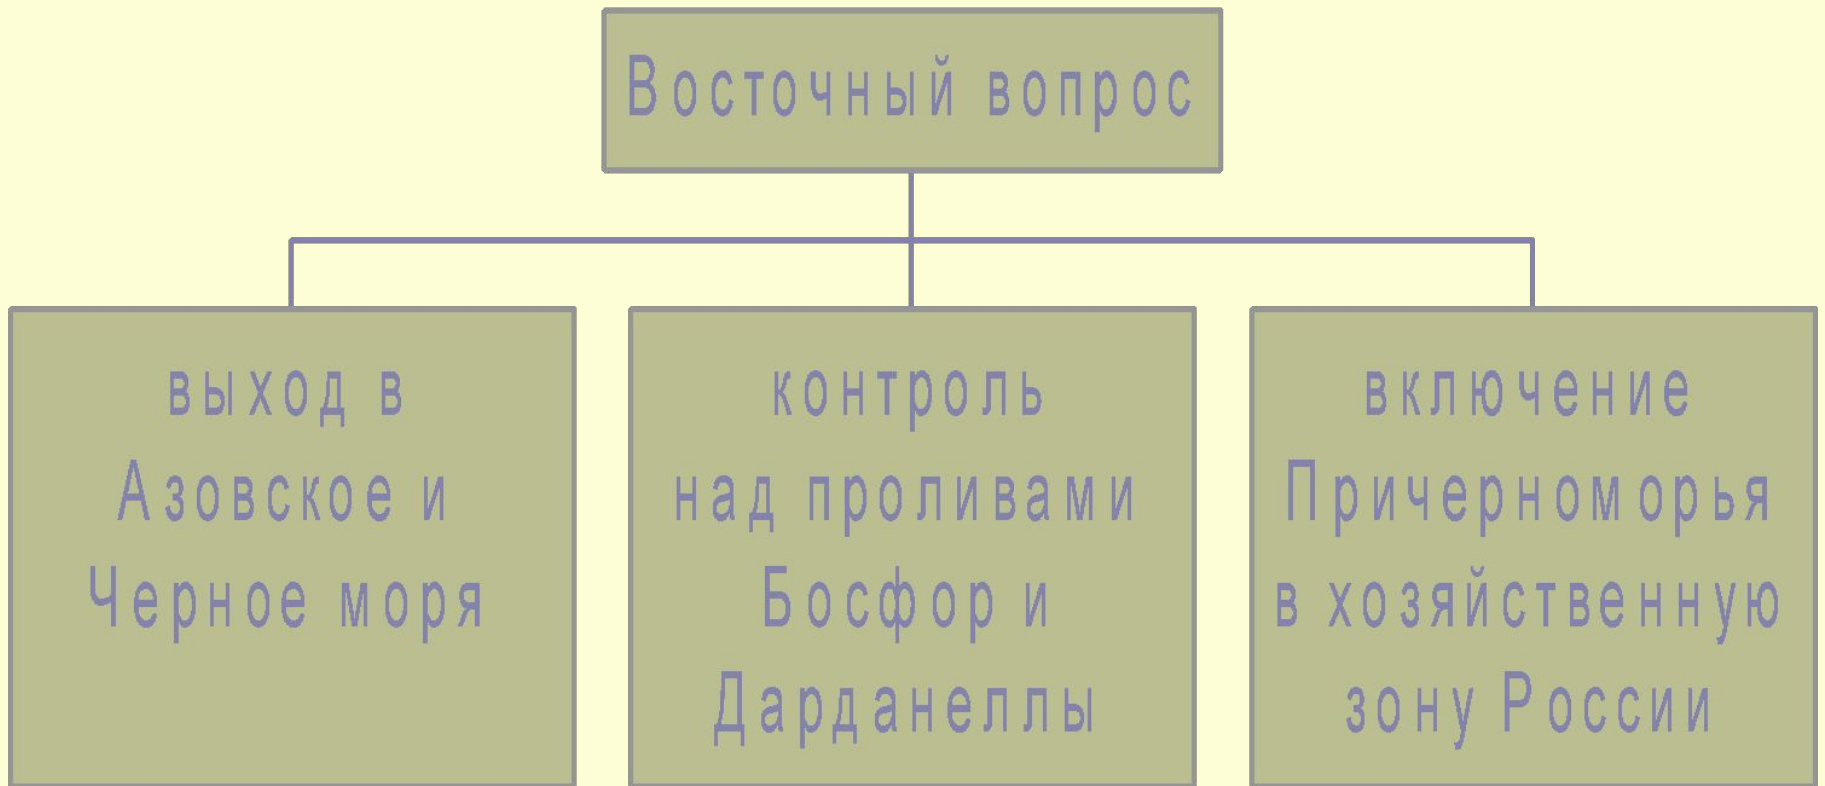 Восточный вопрос
выход в
Азовское и
Черное моря
контроль
над проливами
Босфор и
Дарданеллы
включение
Причерноморья
в хозяйственную
зону России